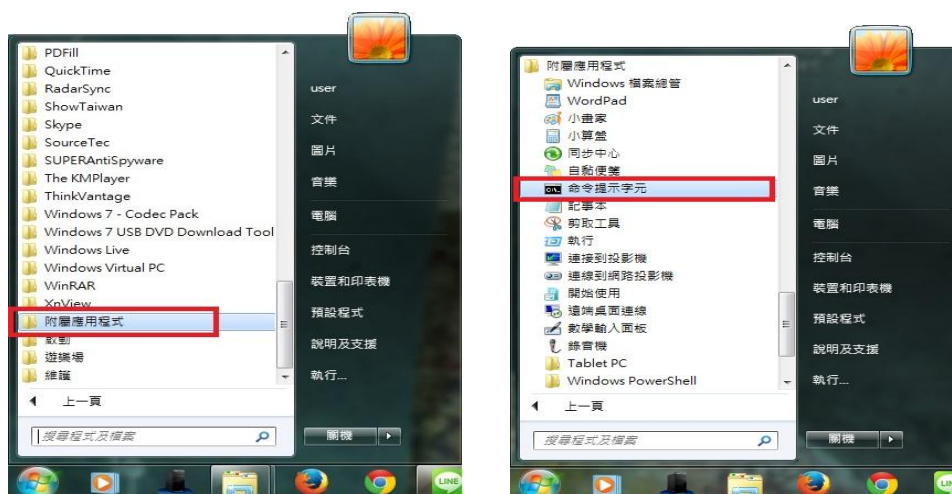 PDFill
QuickTime
RadarSync
ShowTaiwan
Skype
SourceTec
SUPERAntiSpyware
The KMPlayer
ThinkVantage
Windows 7 - Codec Pack
Windows 7 USB DVD Download Tool
Windows Live
Windows Virtual PC
WinRAR
XnView
附屬應用程式
啟動
遊樂場
維護
上一頁
搜尋程式及檔案
user
文件
圖片
音樂
電腦
控制台
裝置和印表機
預設程式
說明及支援
執行...
關機
LINE
附屬應用程式
Windows 檔案總管
WordPad
小畫家
小算盤
同步中心
自黏便箋
命令提示字元
記事本
剪取工具
執行
連接到投影機
連線到網路投影機
開始使用
遠端桌面連線
數學輸入面板
錄音機
Tablet PC
Windows PowerShell
上一頁
搜尋程式及檔案
user
文件
圖片
音樂
電腦
控制台
裝置和印表機
預設程式
說明及支援
執行...
關機